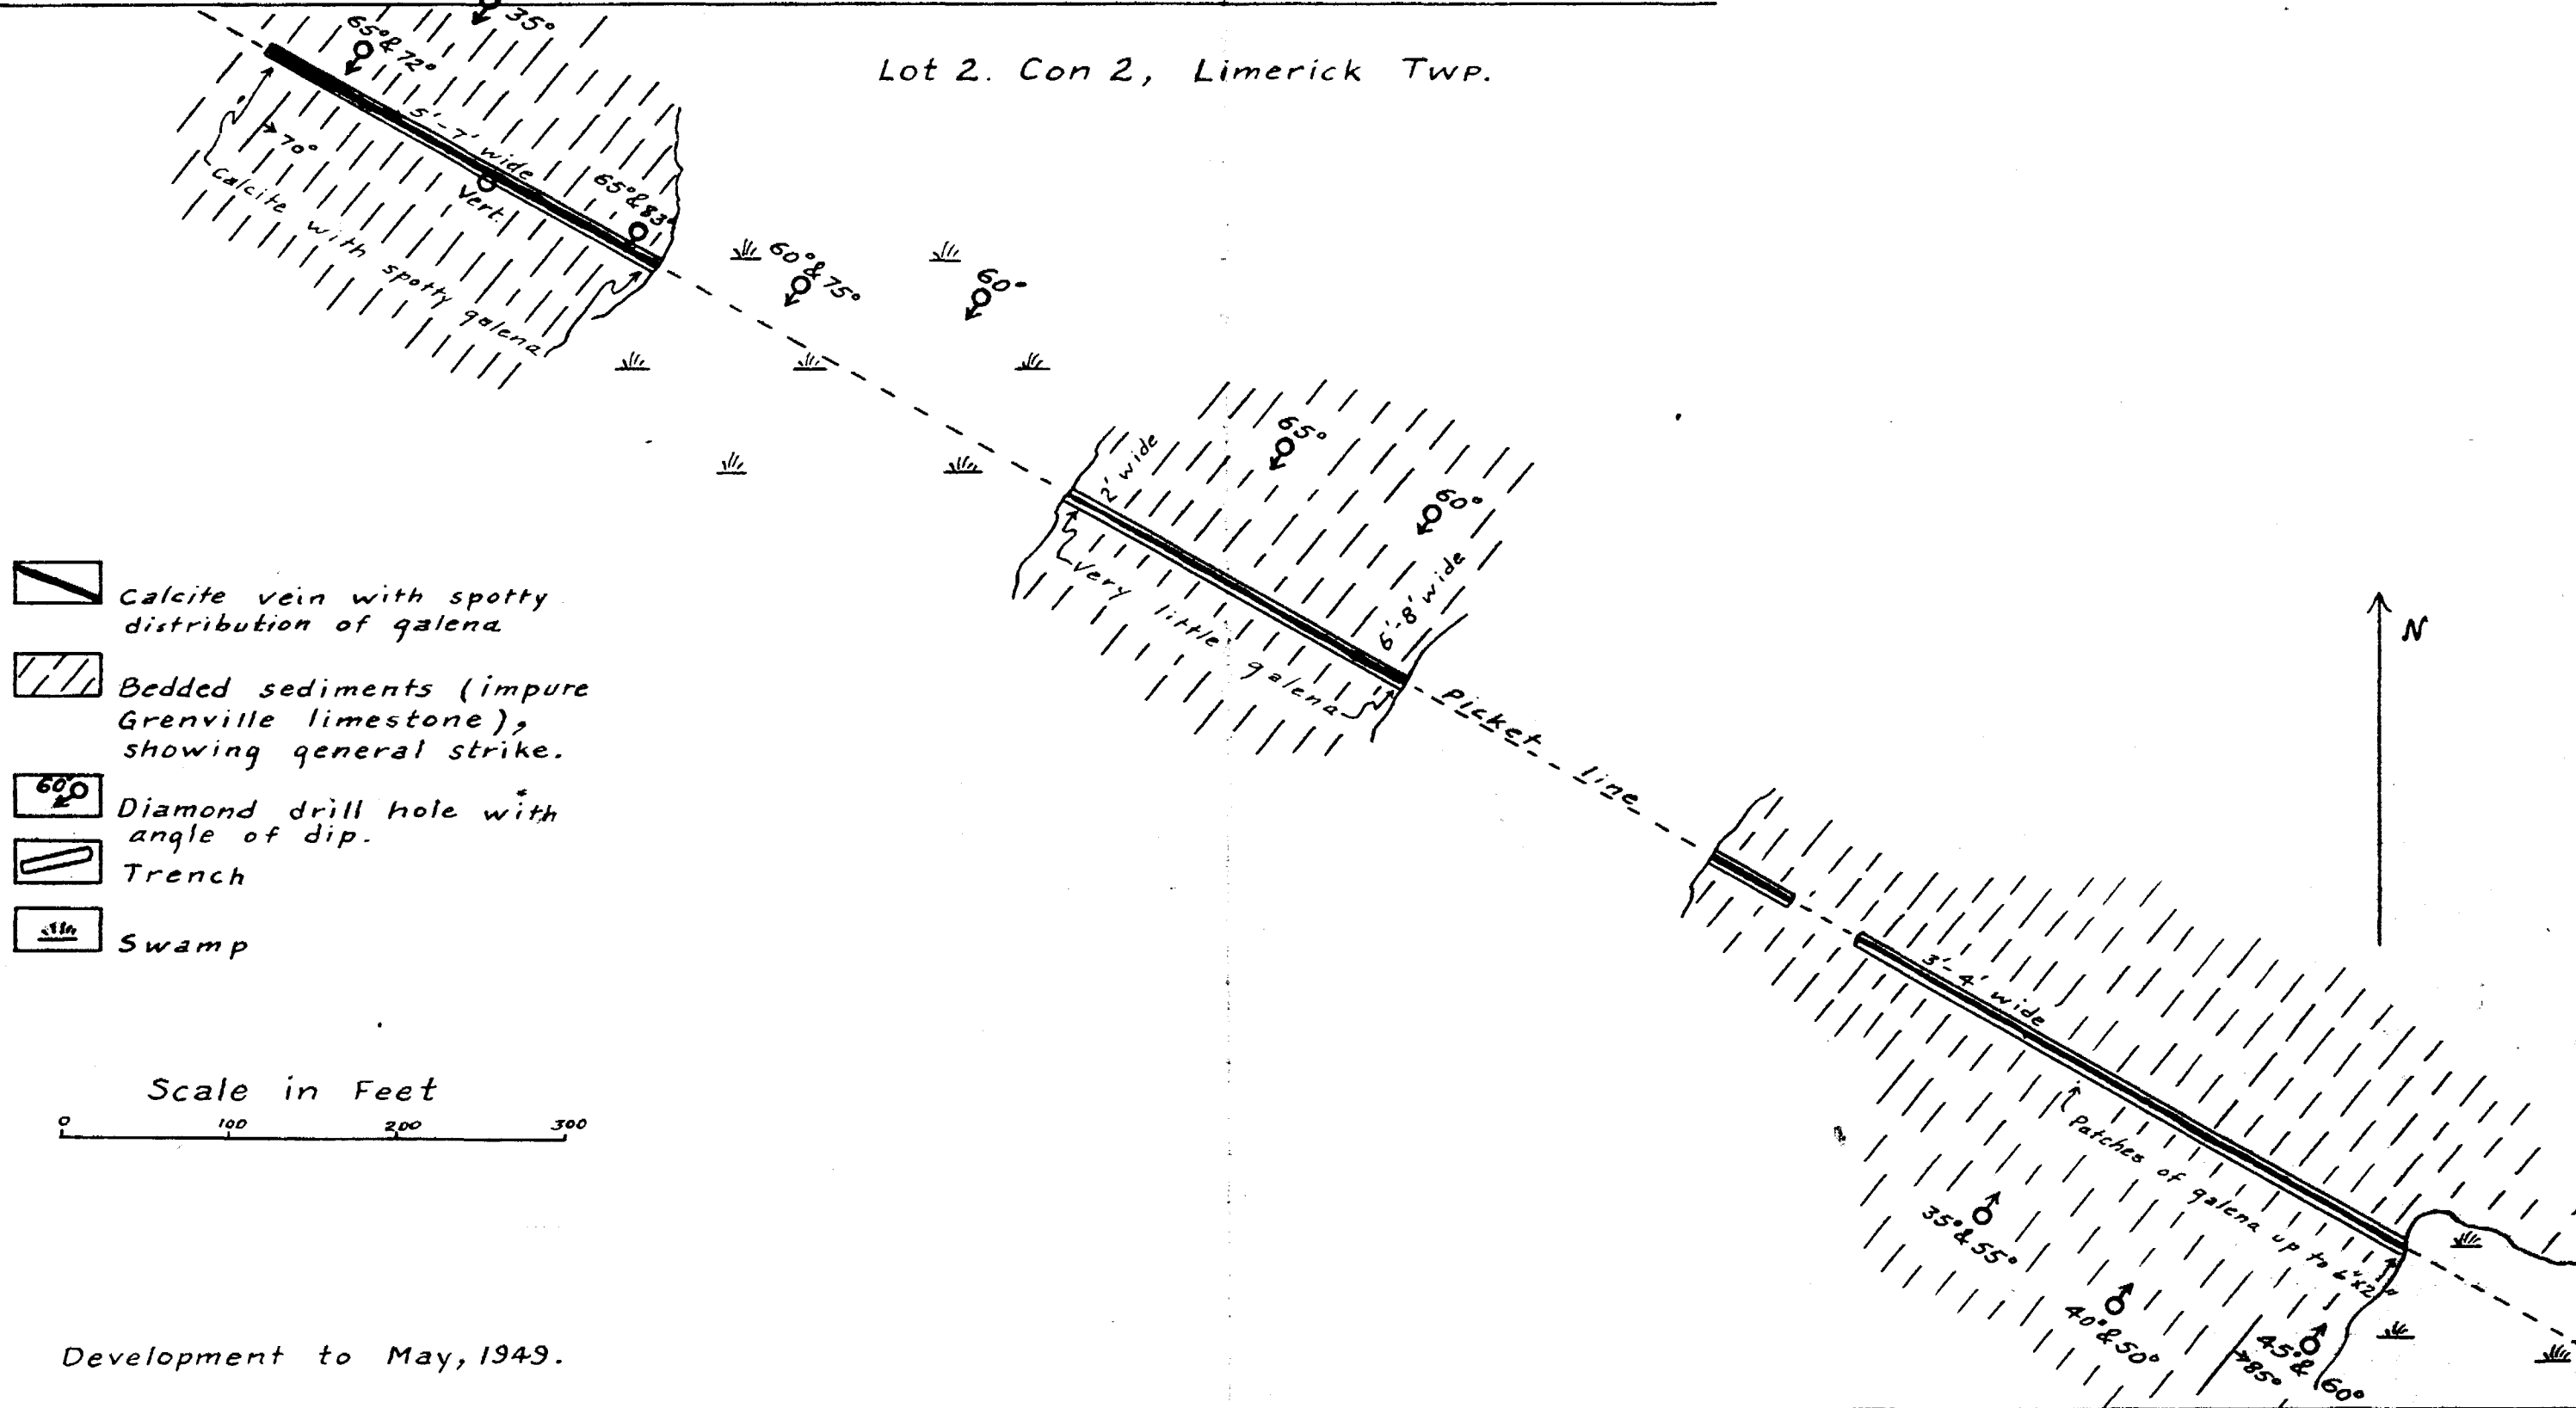 35°
65° & 72°
Lot 2. Con 2, Limerick Twp.
5'-7' wide
70°
Vert.
65° & 83°
Calcite with spotty galena
60° & 75°
60°
65°
2' wide
60°
6'-8' wide
Very little galena
Picket Line
N
Calcite vein with spotty
distribution of galena
Bedded sediments (impure
Grenville limestone),
showing general strike.
60°
Diamond drill hole with
angle of dip.
Trench
Swamp
3'-4' wide
Patches of galena up to
35° & 55°
40° & 50°
45° & 60°
85°
Scale in Feet
0 100 200 300
Development to May, 1949.